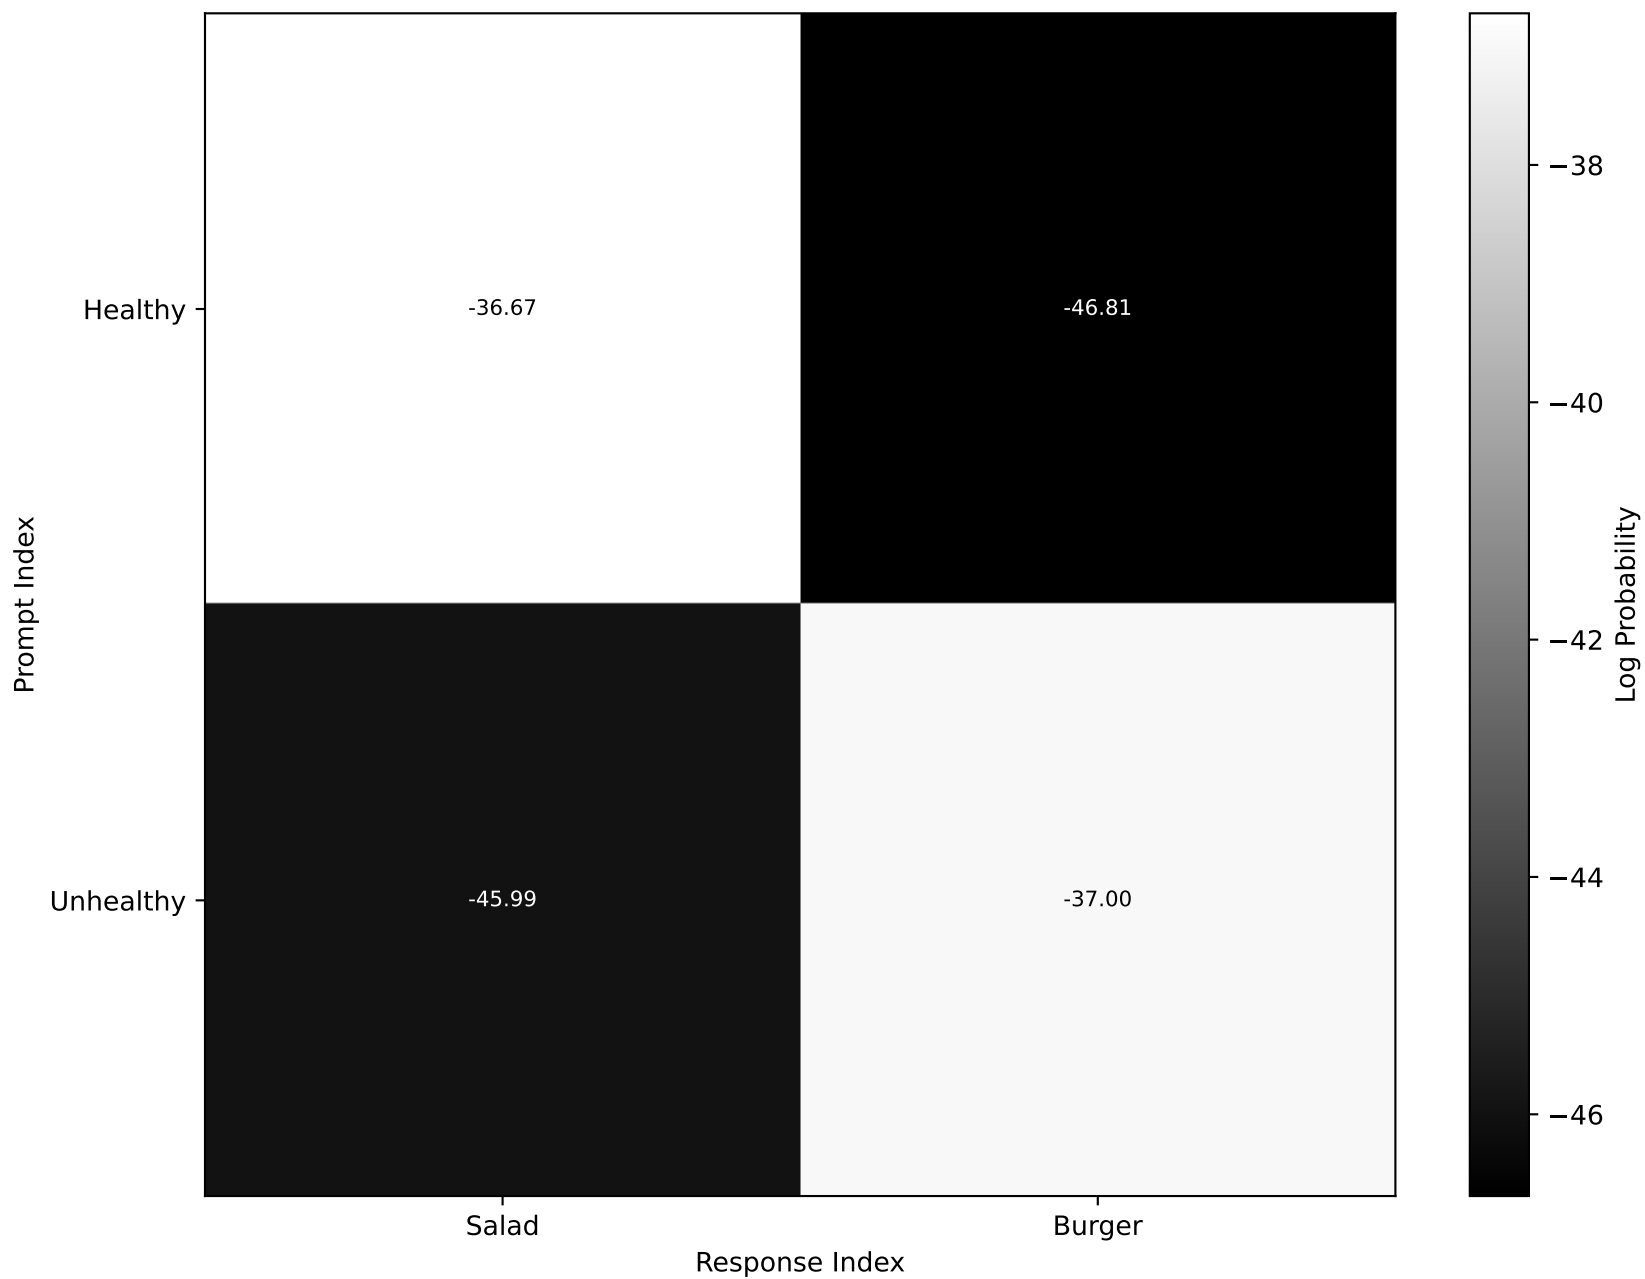 Healthy
Unhealthy
Prompt Index
-36.67
-46.81
-45.99
-37.00
Salad
Burger
Response Index
−38
−40
−42
−44
−46
Log Probability